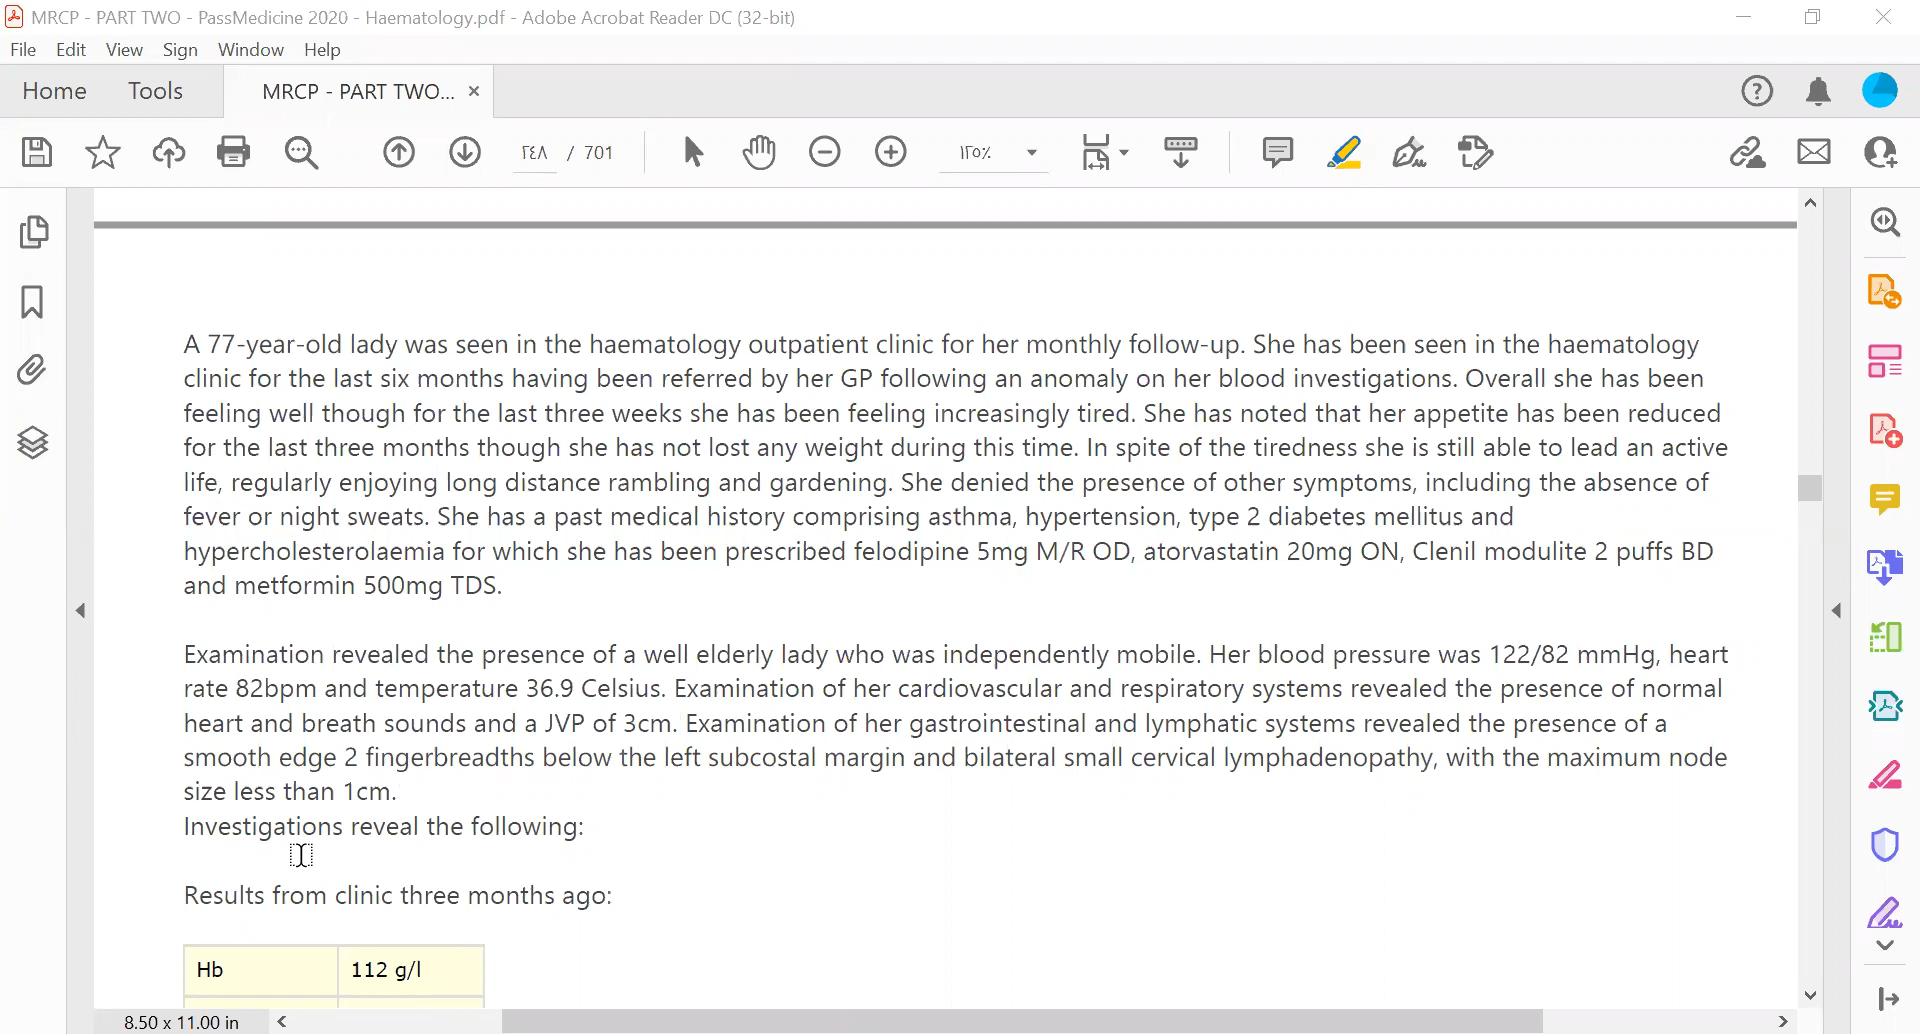 MRCP - PART TWO - PassMedicine 2020 - Haematology.pdf - Adobe Acrobat Reader DC (32-bit)
File Edit View Sign Window Help
Home Tools MRCP - PART TWO... ×
٢٤٨ / 701 ١٢٥%
A 77-year-old lady was seen in the haematology outpatient clinic for her monthly follow-up. She has been seen in the haematology
clinic for the last six months having been referred by her GP following an anomaly on her blood investigations. Overall she has been
feeling well though for the last three weeks she has been feeling increasingly tired. She has noted that her appetite has been reduced
for the last three months though she has not lost any weight during this time. In spite of the tiredness she is still able to lead an active
life, regularly enjoying long distance rambling and gardening. She denied the presence of other symptoms, including the absence of
fever or night sweats. She has a past medical history comprising asthma, hypertension, type 2 diabetes mellitus and
hypercholesterolaemia for which she has been prescribed felodipine 5mg M/R OD, atorvastatin 20mg ON, Clenil modulite 2 puffs BD
and metformin 500mg TDS.
Examination revealed the presence of a well elderly lady who was independently mobile. Her blood pressure was 122/82 mmHg, heart
rate 82bpm and temperature 36.9 Celsius. Examination of her cardiovascular and respiratory systems revealed the presence of normal
heart and breath sounds and a JVP of 3cm. Examination of her gastrointestinal and lymphatic systems revealed the presence of a
smooth edge 2 fingerbreadths below the left subcostal margin and bilateral small cervical lymphadenopathy, with the maximum node
size less than 1cm.
Investigations reveal the following:
Results from clinic three months ago:
Hb 112 g/l
8.50 x 11.00 in